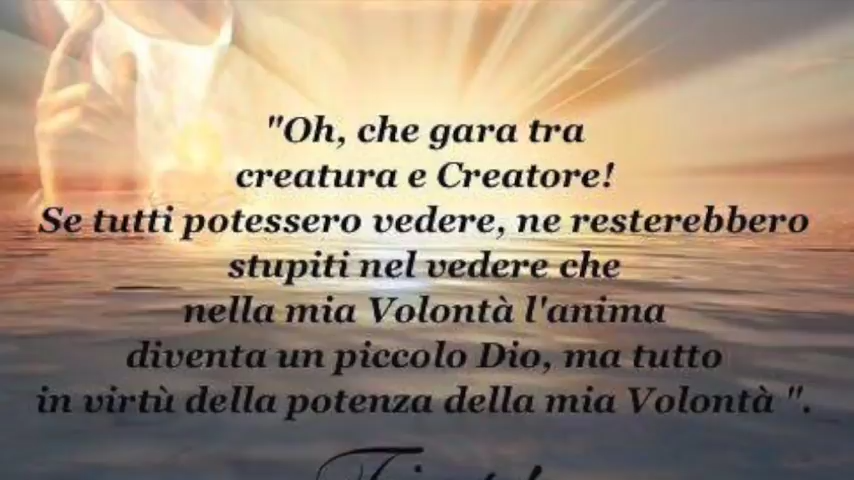 "Oh, che gara tra
creatura e Creatore!
Se tutti potessero vedere, ne resterebbero
stupiti nel vedere che
nella mia Volontà l'anima
diventa un piccolo Dio, ma tutto
in virtù della potenza della mia Volontà ".